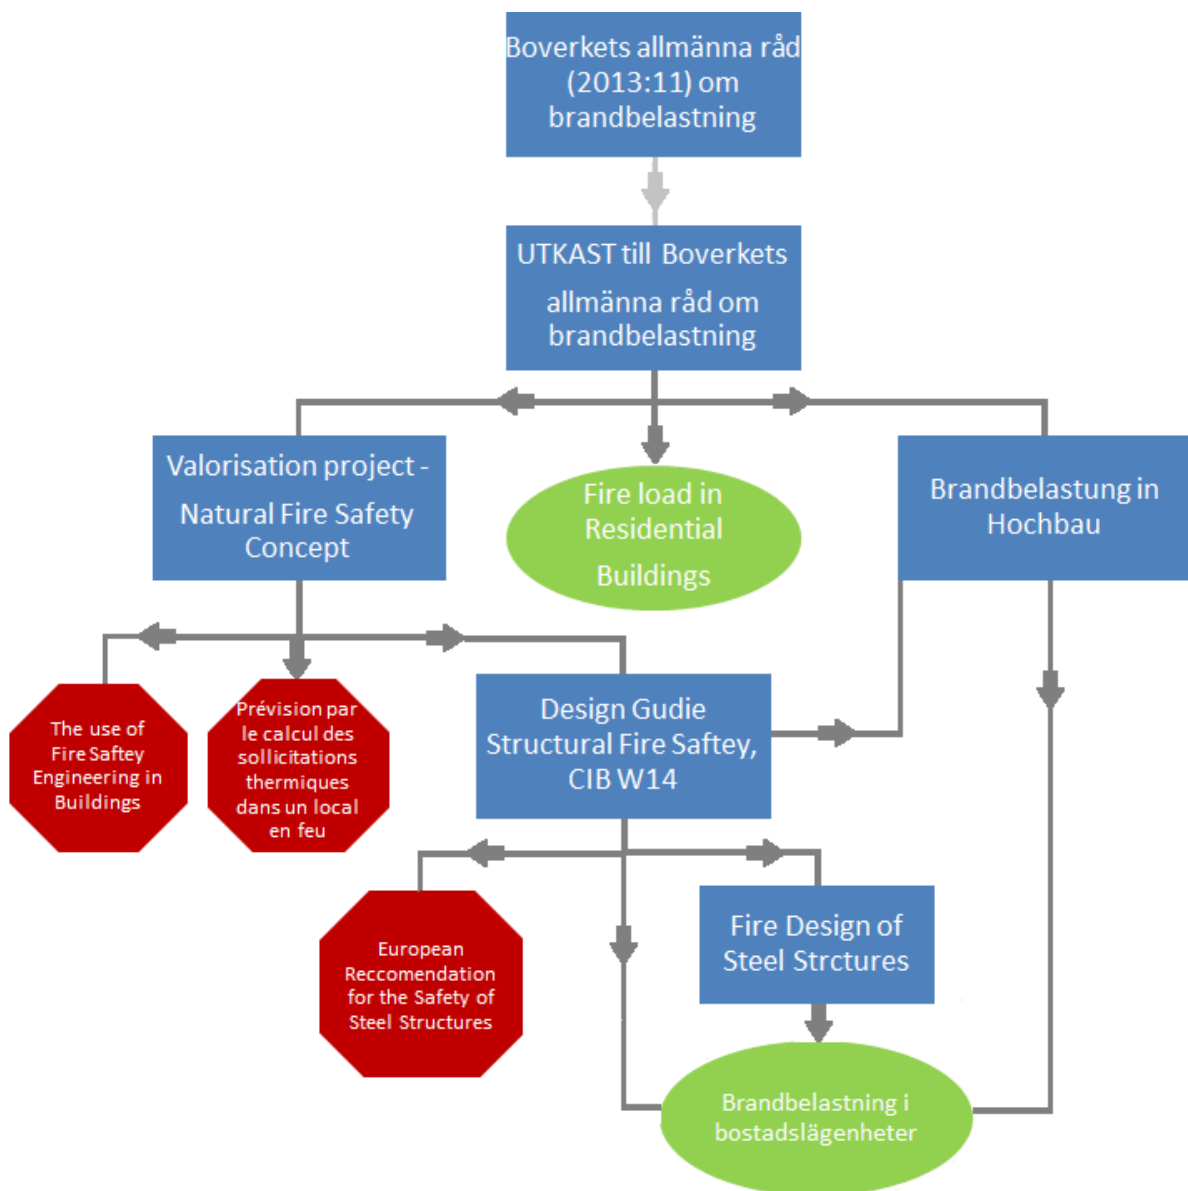 Boverkets allmänna råd
(2013:11) om
brandbelastning
UTKAST till Boverkets
allmänna råd om
brandbelastning
Valorisation project -
Natural Fire Safety
Concept
Fire load in
Residential
Buildings
Brandbelastung in
Hochbau
The use of
Fire Saftey
Engineering in
Buildings
Prévision par
le calcul des
sollicitations
thermiques
dans un local
en feu
Design Gudie
Structural Fire Saftey,
CIB W14
European
Reccomendation
for the Safety of
Steel Structures
Fire Design of
Steel Strctures
Brandbelastning i
bostadslägenheter